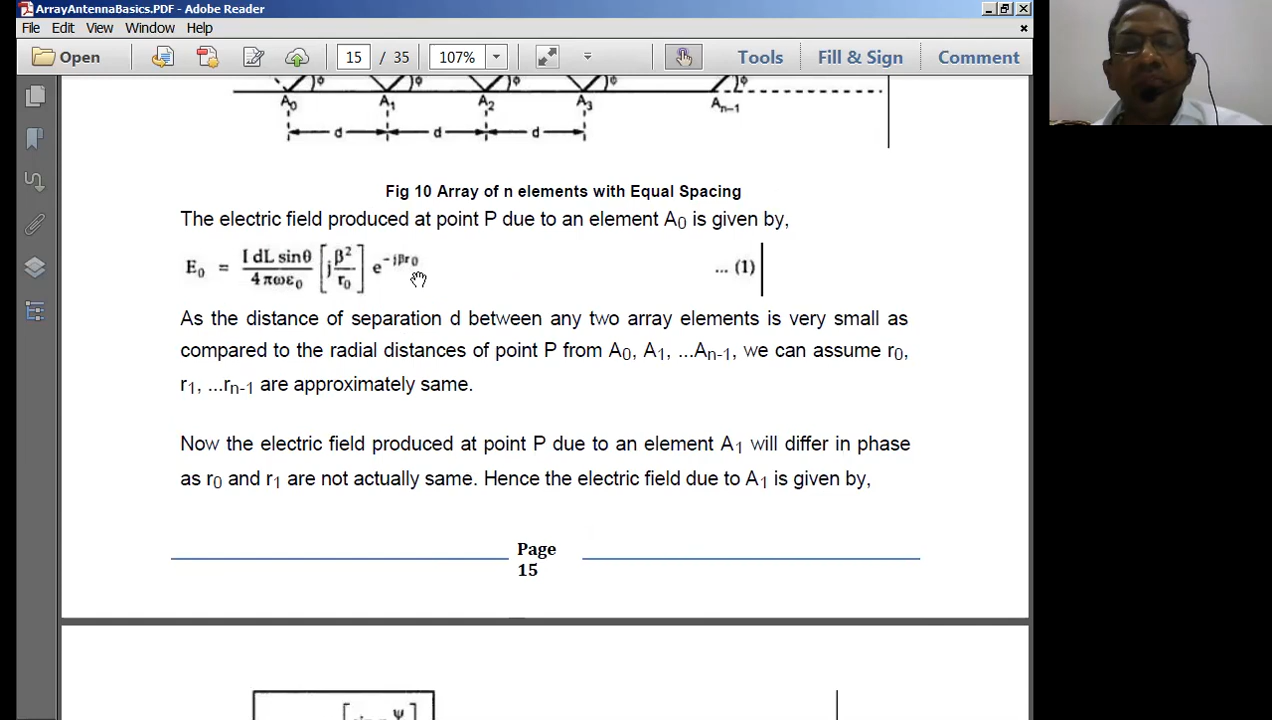 ArrayAntennaBasics.PDF - Adobe Reader
File Edit View Window Help
Open 15 / 35 107% Tools Fill & Sign Comment
ϕ ϕ ϕ ϕ ϕ
A0 A1 A2 A3 An-1
d d d
Fig 10 Array of n elements with Equal Spacing
The electric field produced at point P due to an element A0 is given by,
E0 = I dL sinθ / 4πωε0 [j β² / r0] e^-jβr0 ... (1)
As the distance of separation d between any two array elements is very small as
compared to the radial distances of point P from A0, A1, ...An-1, we can assume r0,
r1, ...rn-1 are approximately same.
Now the electric field produced at point P due to an element A1 will differ in phase
as r0 and r1 are not actually same. Hence the electric field due to A1 is given by,
Page
15